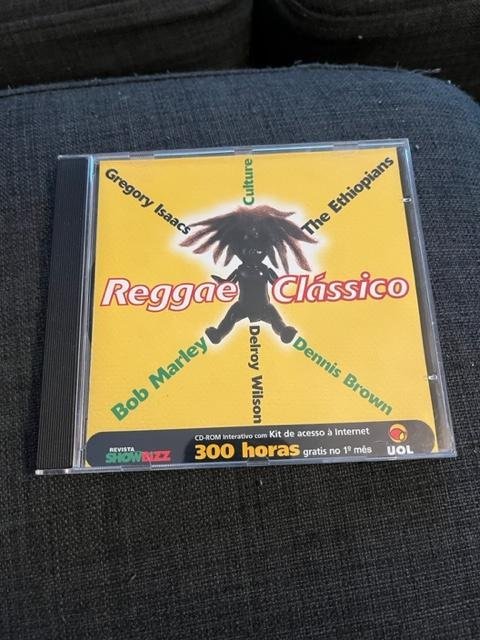 Gregory Isaacs
Culture
The Ethiopians
Reggae Clássico
Bob Marley
Delroy Wilson
Dennis Brown
REVISTA
SHOWBIZZ
CD-ROM Interativo com Kit de acesso à Internet
300 horas gratis no 1º mês
UOL